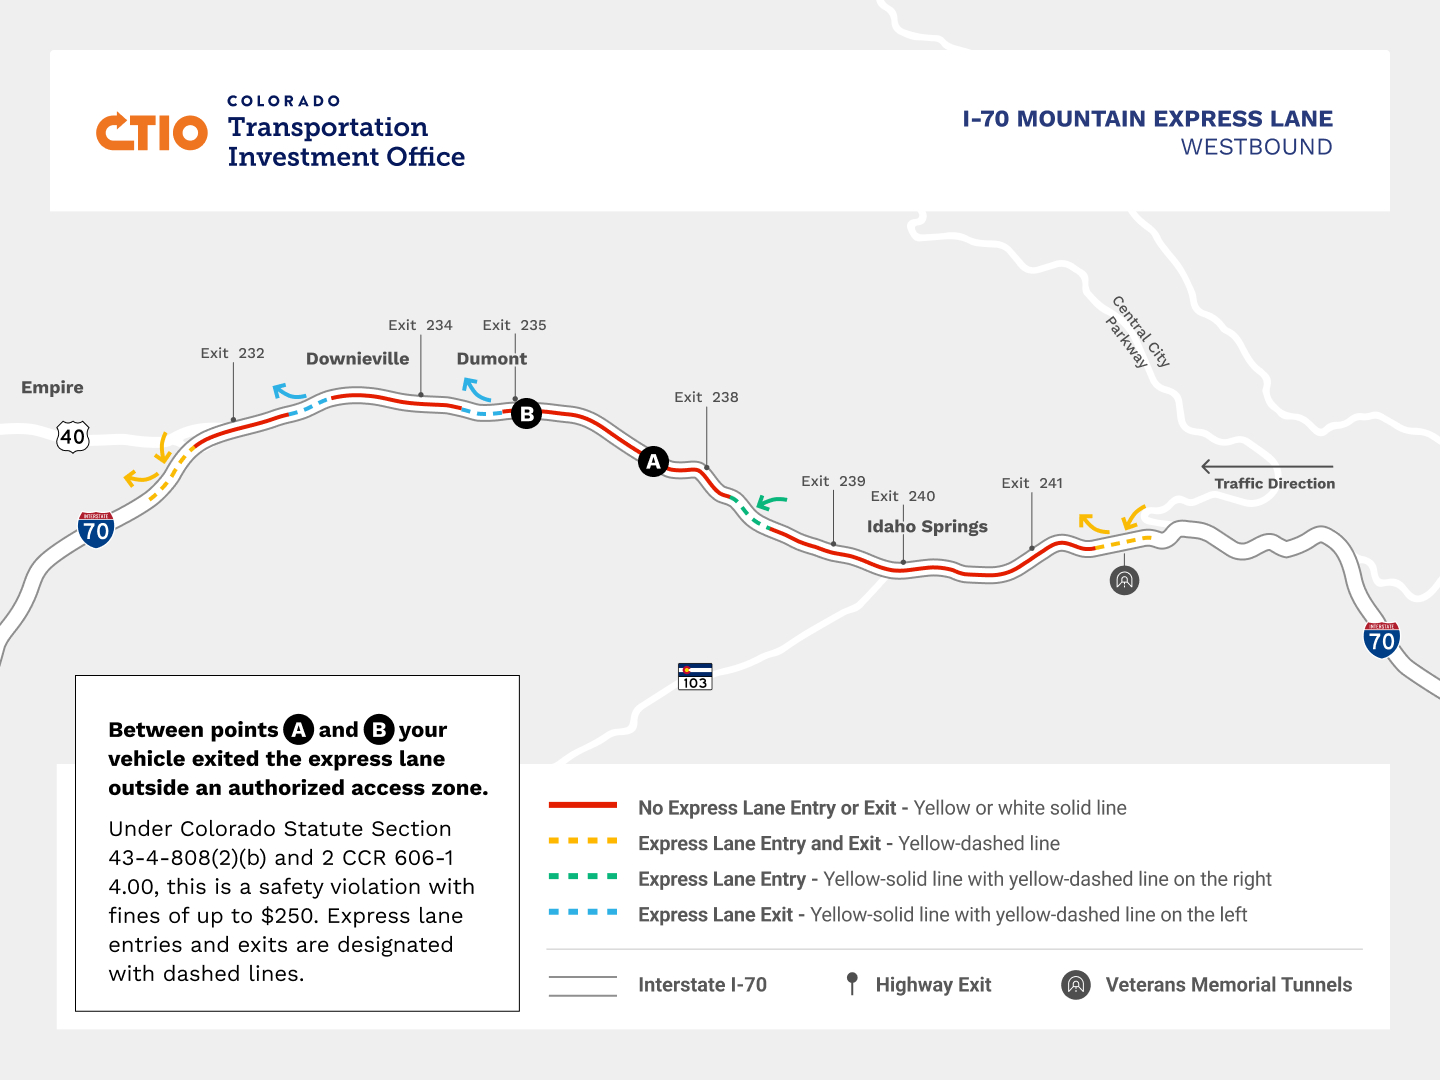 CTIO
COLORADO
Transportation
Investment Office
I-70 MOUNTAIN EXPRESS LANE
WESTBOUND
Central City
Parkway
Exit 234
Exit 235
Exit 232
Downieville
Dumont
Empire
Exit 238
B
40
A
Exit 239
Exit 240
Exit 241
Traffic Direction
Idaho Springs
INTERSTATE
70
INTERSTATE
70
103
Between points A and B your
vehicle exited the express lane
outside an authorized access zone.
Under Colorado Statute Section
43-4-808(2)(b) and 2 CCR 606-1
4.00, this is a safety violation with
fines of up to $250. Express lane
entries and exits are designated
with dashed lines.
No Express Lane Entry or Exit - Yellow or white solid line
Express Lane Entry and Exit - Yellow-dashed line
Express Lane Entry - Yellow-solid line with yellow-dashed line on the right
Express Lane Exit - Yellow-solid line with yellow-dashed line on the left
Interstate I-70
Highway Exit
Veterans Memorial Tunnels